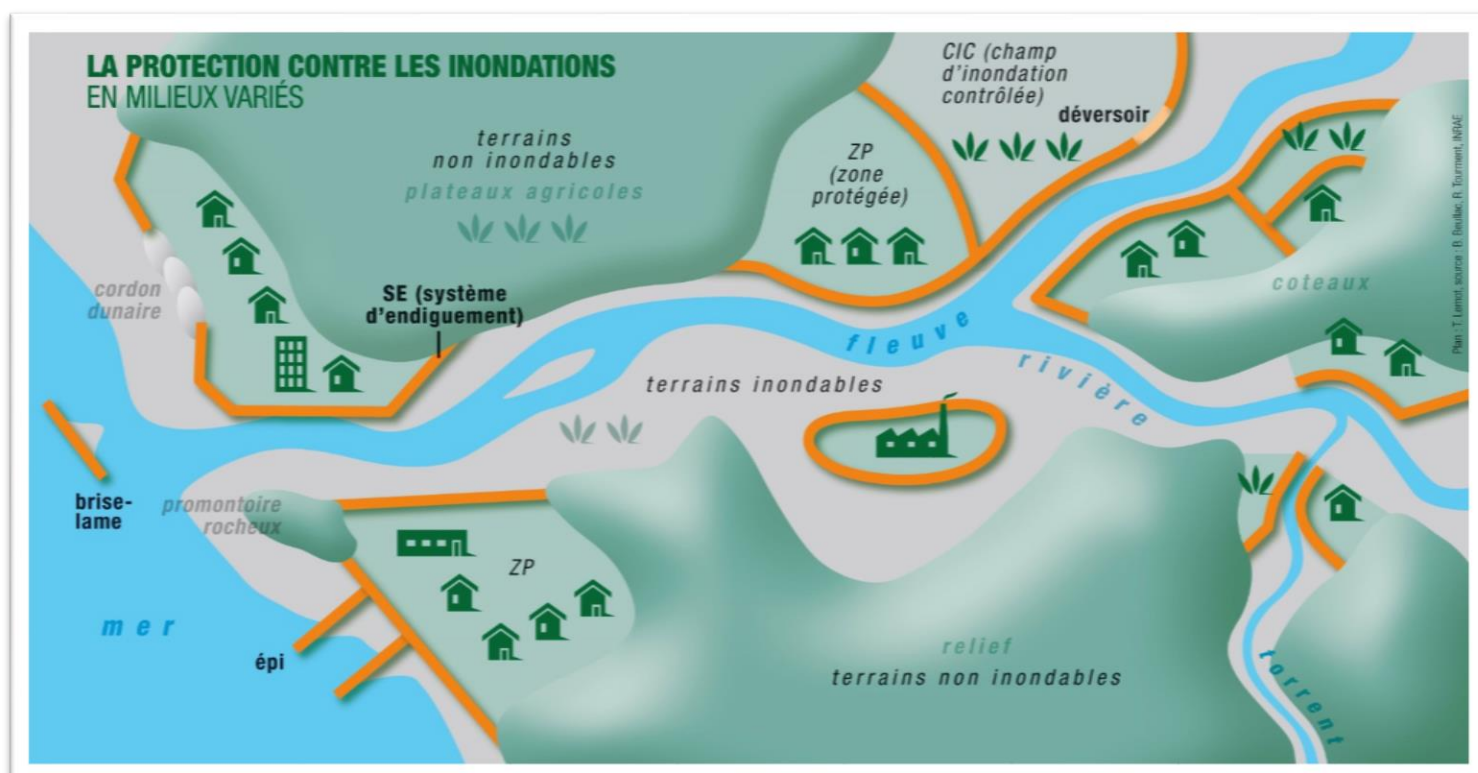 LA PROTECTION CONTRE LES INONDATIONS
EN MILIEUX VARIÉS
terrains
non inondables
plateaux agricoles
CIC (champ
d'inondation
contrôlée)
déversoir
ZP
(zone
protégée)
cordon
dunaire
SE (système
d'endiguement)
fleuve
rivière
coteaux
terrains inondables
brise-
lame
promontoire
rocheux
ZP
mer
épi
relief
terrains non inondables
torrent
Plan : T. Lemot, source : B. Beullac, R. Tourment, INRAE